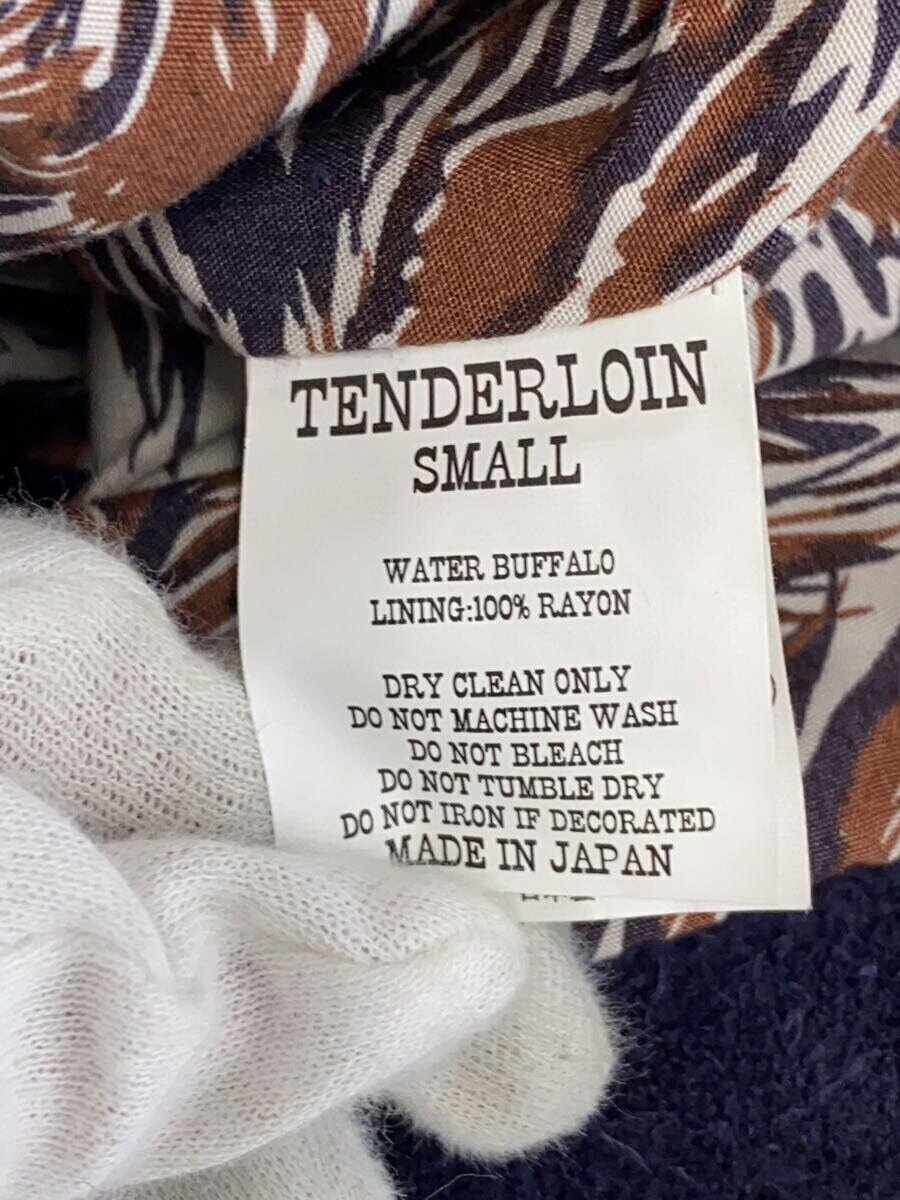 TENDERLOIN
SMALL
WATER BUFFALO
LINING:100% RAYON
DRY CLEAN ONLY
DO NOT MACHINE WASH
DO NOT BLEACH
DO NOT TUMBLE DRY
DO NOT IRON IF DECORATED
MADE IN JAPAN